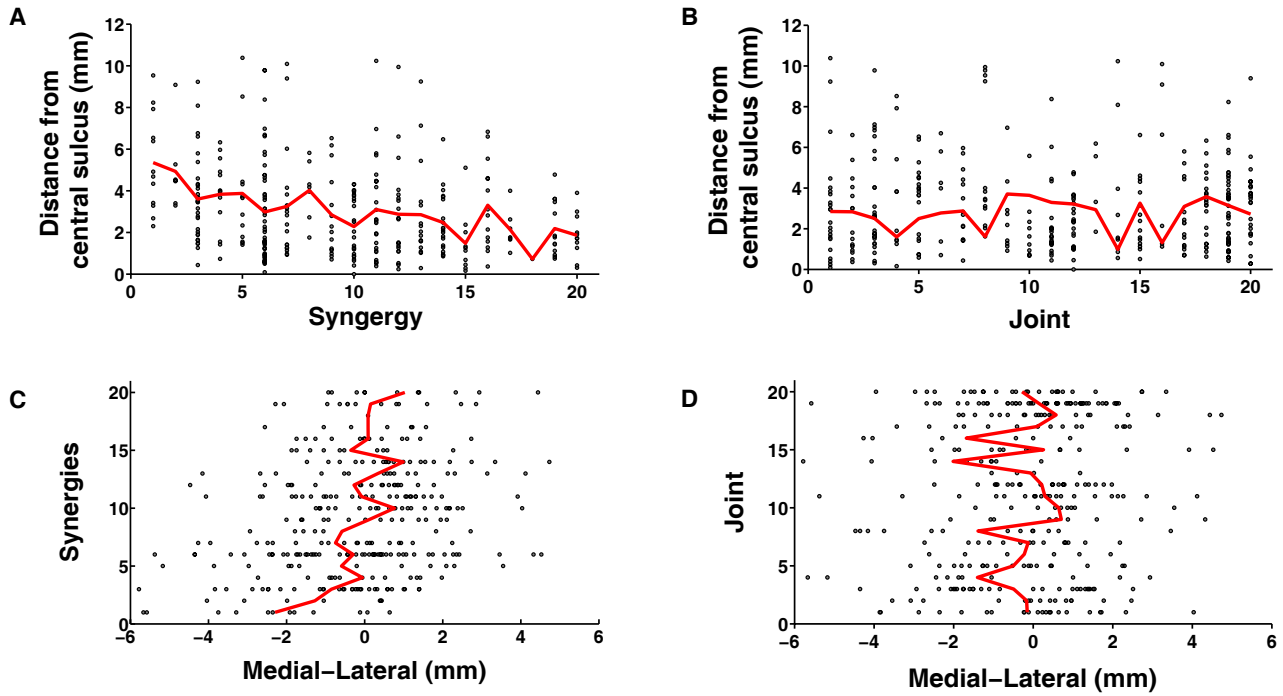 A
Distance from
central sulcus (mm)
12
10
8
6
4
2
0
0 5 10 15 20
Syngergy
B
Distance from
central sulcus (mm)
12
10
8
6
4
2
0
0 5 10 15 20
Joint
C
Synergies
20
15
10
5
0
−6 −4 −2 0 2 4 6
Medial−Lateral (mm)
D
Joint
20
15
10
5
0
−6 −4 −2 0 2 4 6
Medial−Lateral (mm)